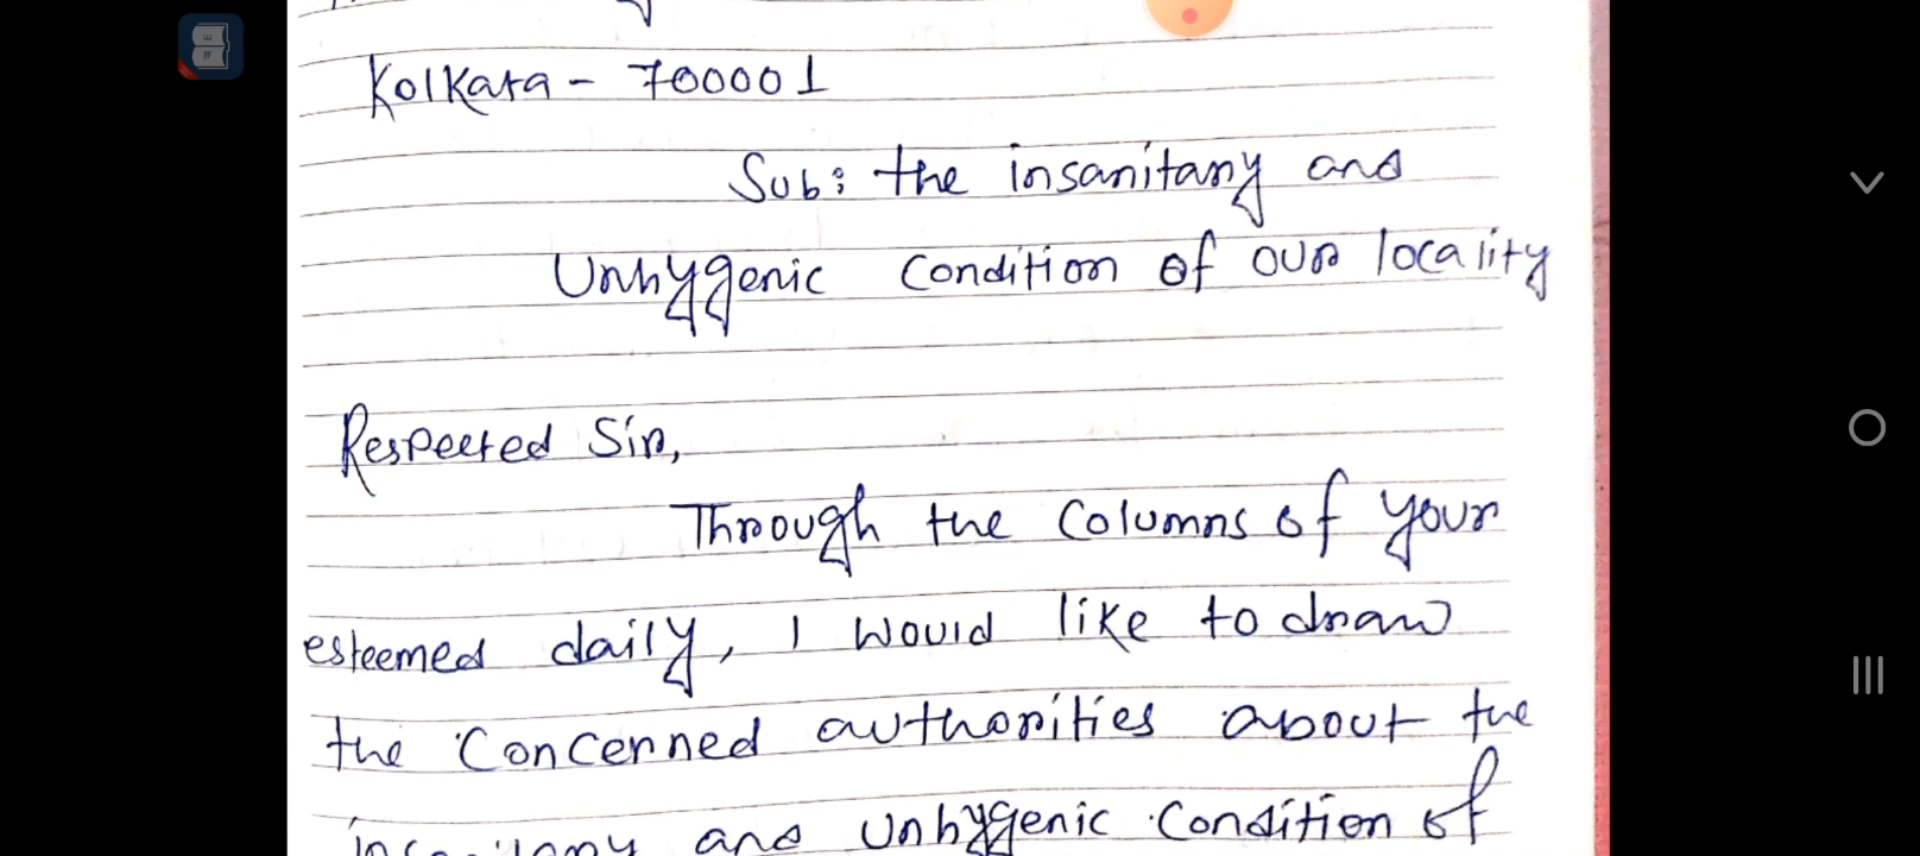 Kolkata - 700001
Sub: the insanitary and
Unhygenic Condition of our locality
Respected Sir,
Through the Columns of your
esteemed daily, I would like to draw
the Concerned authorities about the
and Unhygenic Condition of